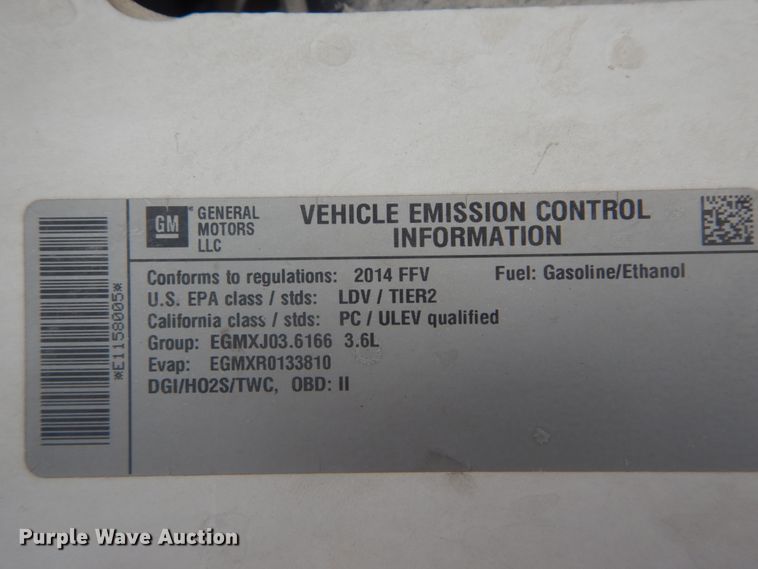 GM GENERAL MOTORS LLC
VEHICLE EMISSION CONTROL
INFORMATION
Conforms to regulations: 2014 FFV Fuel: Gasoline/Ethanol
U.S. EPA class / stds: LDV / TIER2
California class / stds: PC / ULEV qualified
Group: EGMXJ03.6166 3.6L
Evap: EGMXR0133810
DGI/HO2S/TWC, OBD: II
*E1158005*
Purple Wave Auction